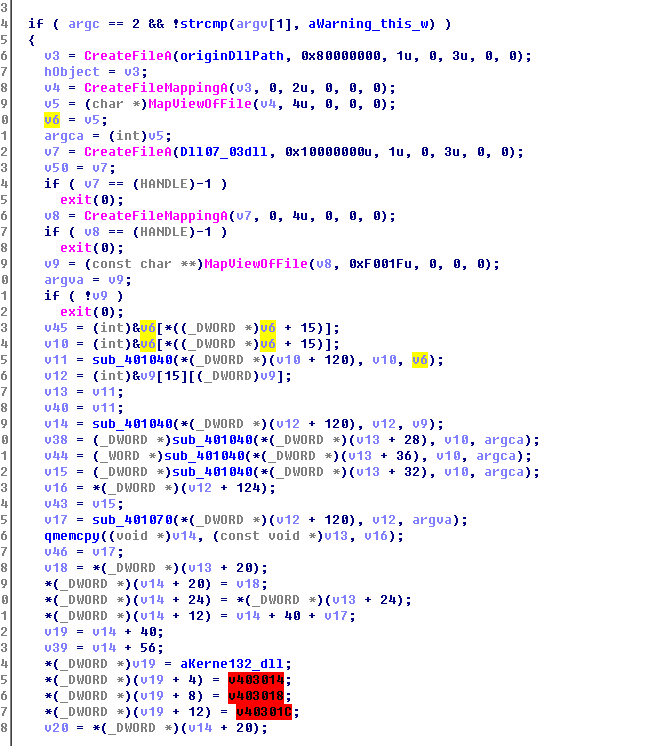 3
4 if ( argc == 2 && !strcmp(argv[1], aWarning_this_w) )
5 {
6 v3 = CreateFileA(originDllPath, 0x80000000, 1u, 0, 3u, 0, 0);
7 hObject = v3;
8 v4 = CreateFileMappingA(v3, 0, 2u, 0, 0, 0);
9 v5 = (char *)MapViewOfFile(v4, 4u, 0, 0, 0);
0 v6 = v5;
1 argca = (int)v5;
2 v7 = CreateFileA(Dll07_03dll, 0x10000000u, 1u, 0, 3u, 0, 0);
3 v50 = v7;
4 if ( v7 == (HANDLE)-1 )
5 exit(0);
6 v8 = CreateFileMappingA(v7, 0, 4u, 0, 0, 0);
7 if ( v8 == (HANDLE)-1 )
8 exit(0);
9 v9 = (const char **)MapViewOfFile(v8, 0xF001Fu, 0, 0, 0);
0 argva = v9;
1 if ( !v9 )
2 exit(0);
3 v45 = (int)&v6[*((_DWORD *)v6 + 15)];
4 v10 = (int)&v6[*((_DWORD *)v6 + 15)];
5 v11 = sub_401040(*(_DWORD *)(v10 + 120), v10, v6);
6 v12 = (int)&v9[15][(_DWORD)v9];
7 v13 = v11;
8 v40 = v11;
9 v14 = sub_401040(*(_DWORD *)(v12 + 120), v12, v9);
0 v38 = (_DWORD *)sub_401040(*(_DWORD *)(v13 + 28), v10, argca);
1 v44 = (_WORD *)sub_401040(*(_DWORD *)(v13 + 36), v10, argca);
2 v15 = (_DWORD *)sub_401040(*(_DWORD *)(v13 + 32), v10, argca);
3 v16 = *(_DWORD *)(v12 + 124);
4 v43 = v15;
5 v17 = sub_401070(*(_DWORD *)(v12 + 120), v12, argva);
6 qmemcpy((void *)v14, (const void *)v13, v16);
7 v46 = v17;
8 v18 = *(_DWORD *)(v13 + 20);
9 *(_DWORD *)(v14 + 20) = v18;
0 *(_DWORD *)(v14 + 24) = *(_DWORD *)(v13 + 24);
1 *(_DWORD *)(v14 + 12) = v14 + 40 + v17;
2 v19 = v14 + 40;
3 v39 = v14 + 56;
4 *(_DWORD *)v19 = aKerne132_dll;
5 *(_DWORD *)(v19 + 4) = v403014;
6 *(_DWORD *)(v19 + 8) = v403018;
7 *(_DWORD *)(v19 + 12) = v40301C;
8 v20 = *(_DWORD *)(v14 + 20);